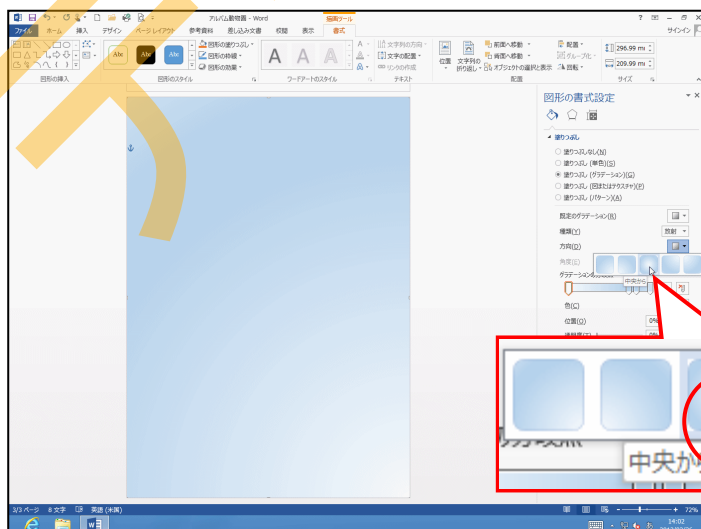 アルバム動物園 - Word
描画ツール
サインイン
ファイル ホーム 挿入 デザイン ページ レイアウト 参考資料 差し込み文書 校閲 表示 書式
Abc Abc Abc
図形の塗りつぶし
図形の枠線
図形の効果
A A A
文字列の方向
文字の配置
リンクの作成
位置
文字列の折り返し
前面へ移動
背面へ移動
オブジェクトの選択と表示
配置
グループ化
回転
296.99 mm
209.99 mm
図形の挿入 図形のスタイル ワードアートのスタイル テキスト 配置 サイズ
図形の書式設定
塗りつぶし
塗りつぶしなし(N)
塗りつぶし (単色)(S)
塗りつぶし (グラデーション)(G)
塗りつぶし (図またはテクスチャ)(P)
塗りつぶし (パターン)(A)
既定のグラデーション(R)
種類(Y) 放射
方向(D)
角度(E)
中央から
色(C)
位置(O) 0%
中央か
3/3 ページ 8 文字 英語 (米国) 72%
あ 14:02